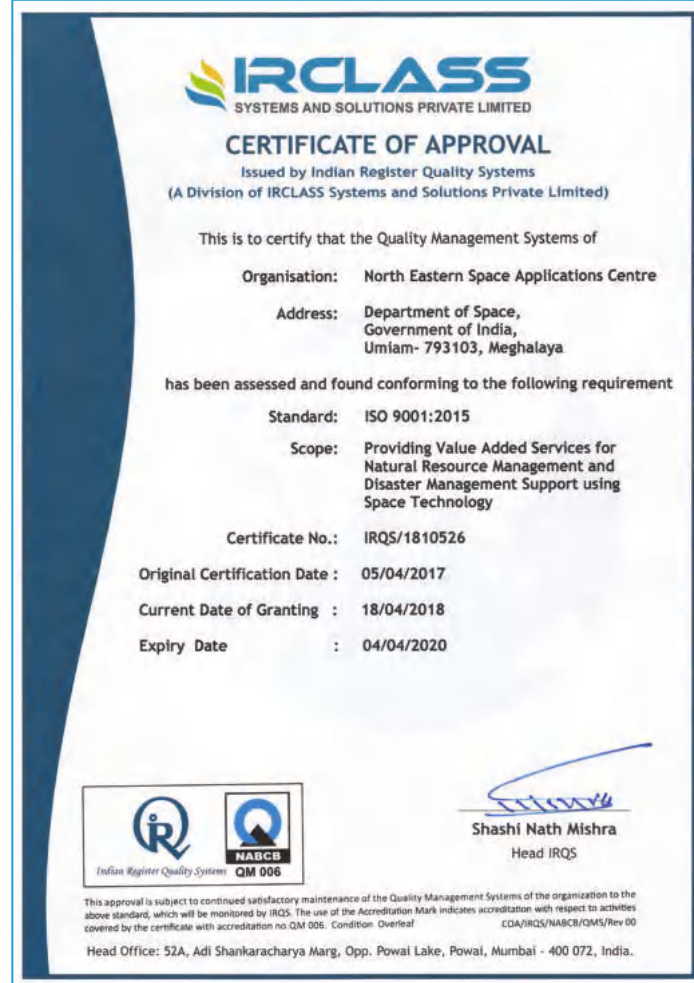 IRCLASS
SYSTEMS AND SOLUTIONS PRIVATE LIMITED
CERTIFICATE OF APPROVAL
Issued by Indian Register Quality Systems
(A Division of IRCLASS Systems and Solutions Private Limited)
This is to certify that the Quality Management Systems of
Organisation: North Eastern Space Applications Centre
Address: Department of Space,
Government of India,
Umiam- 793103, Meghalaya
has been assessed and found conforming to the following requirement
Standard: ISO 9001:2015
Scope: Providing Value Added Services for
Natural Resource Management and
Disaster Management Support using
Space Technology
Certificate No.: IRQS/1810526
Original Certification Date : 05/04/2017
Current Date of Granting : 18/04/2018
Expiry Date : 04/04/2020
Shashi Nath Mishra
Head IRQS
IR
Indian Register Quality Systems
NABCB
QM 006
This approval is subject to continued satisfactory maintenance of the Quality Management Systems of the organization to the
above standard, which will be monitored by IRQS. The use of the Accreditation Mark indicates accreditation with respect to activities
covered by the certificate with accreditation no QM 006. Condition Overleaf COA/IRQS/NABCB/QMS/Rev 00
Head Office: 52A, Adi Shankaracharya Marg, Opp. Powai Lake, Powai, Mumbai - 400 072, India.